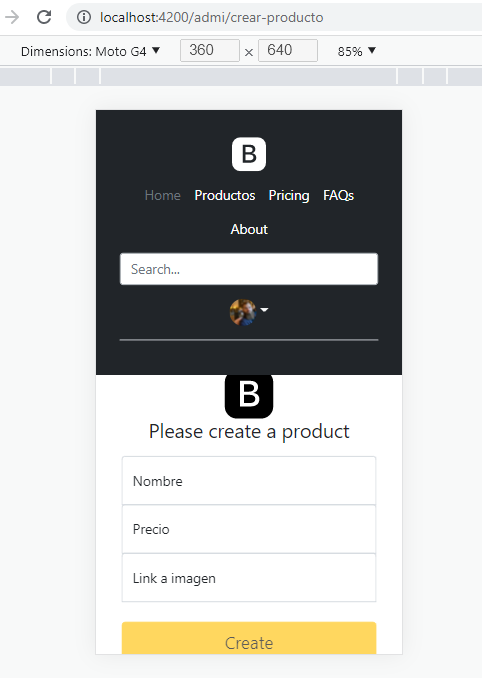 localhost:4200/admi/crear-producto
Dimensions: Moto G4 ▼ 360 × 640 85% ▼
B
Home Productos Pricing FAQs
About
Search...
B
Please create a product
Nombre
Precio
Link a imagen
Create